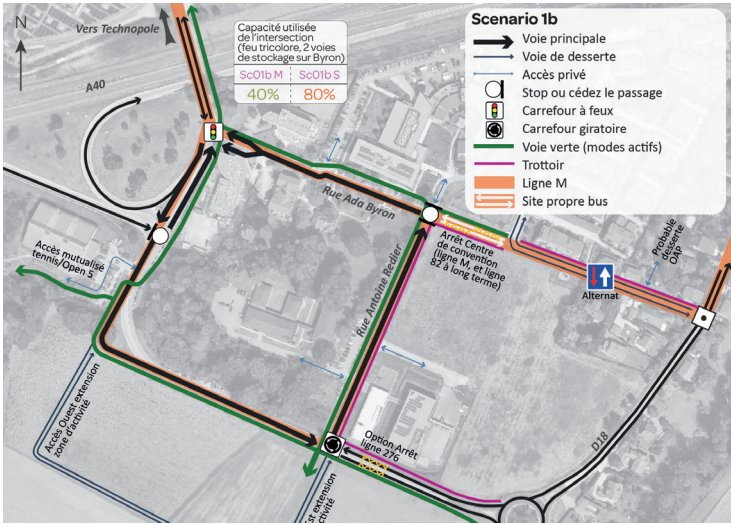 N
Vers Technopole
A40
Capacité utilisée
de l'intersection
(feu tricolore, 2 voies
de stockage sur Byron)
Sc01b M
Sc01b S
40%
80%
Scenario 1b
Voie principale
Voie de desserte
Accès privé
Stop ou cédez le passage
Carrefour à feux
Carrefour giratoire
Voie verte (modes actifs)
Trottoir
Ligne M
Site propre bus
Rue Ada Byron
Accès mutualisé
tennis/Open 5
Rue Antoine Redier
Arrêt Centre
de convention
(ligne M, et ligne
82 à long terme)
Probable
desserte
OAP
Alternat
Accès Ouest extension
zone d'activité
Option Arrêt
ligne 276
D18
st extension
ctivité